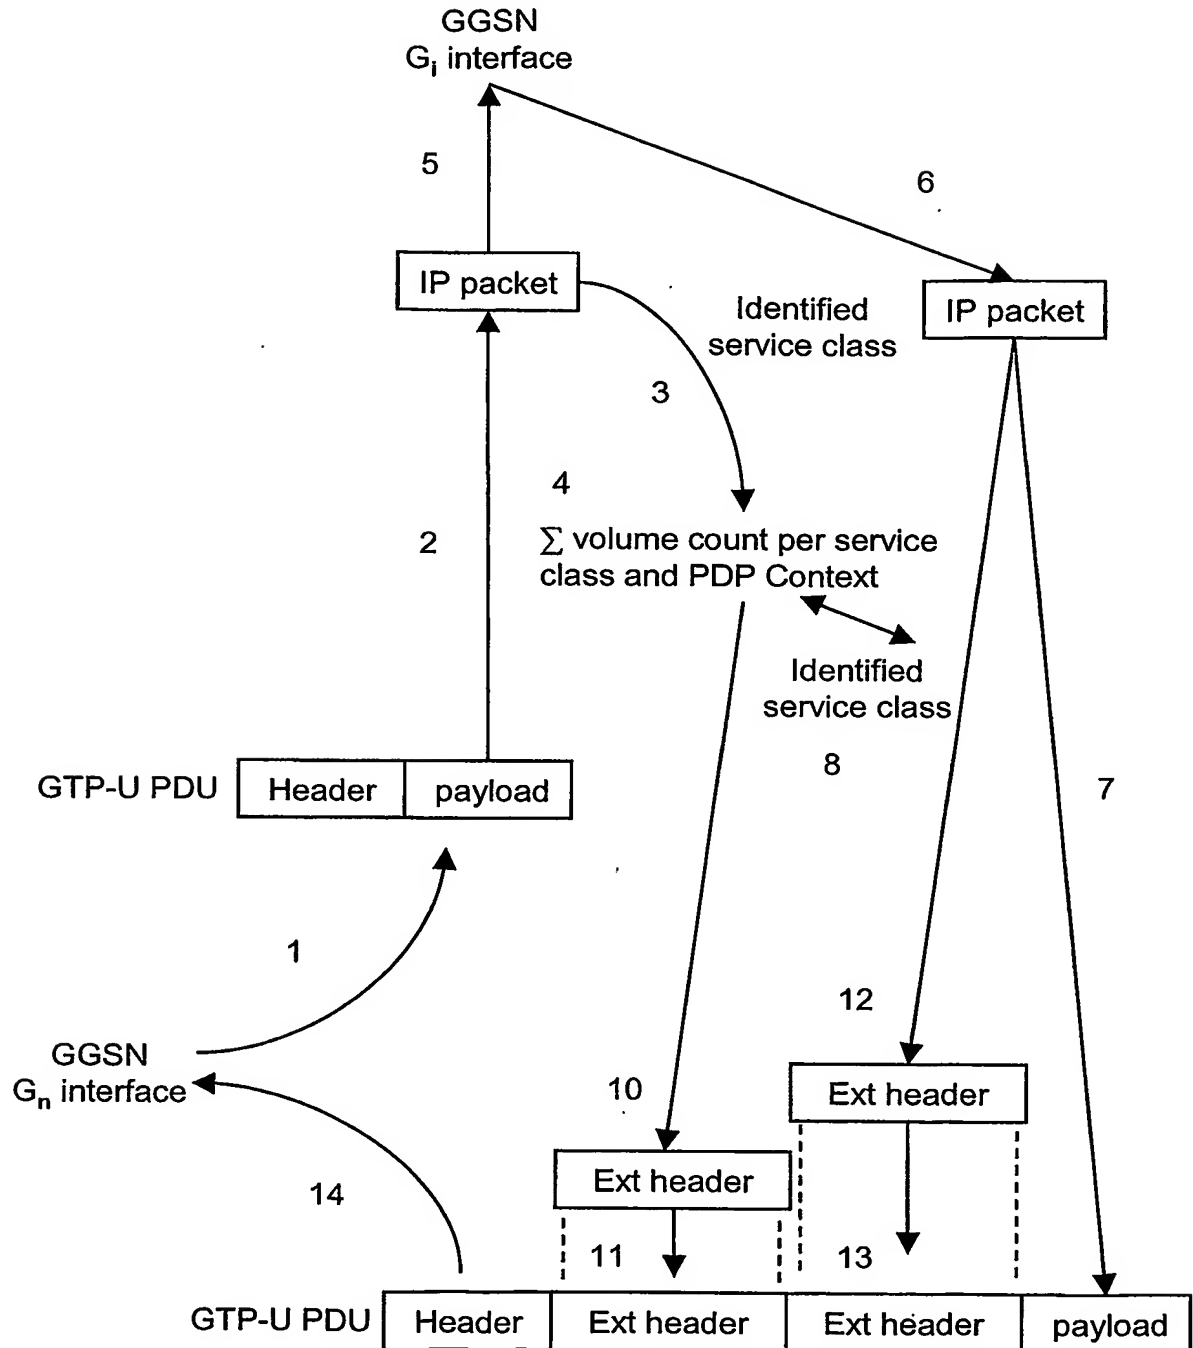 GGSN
Gi interface
5
6
IP packet
IP packet
Identified
service class
3
4
2
∑ volume count per service
class and PDP Context
Identified
service class
8
7
GTP-U PDU
Header
payload
1
12
GGSN
Gn interface
10
Ext header
Ext header
14
11
13
GTP-U PDU
Header
Ext header
Ext header
payload